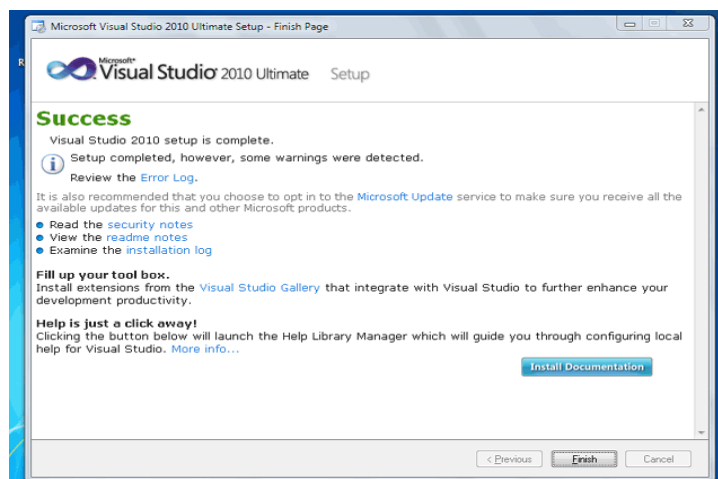 Microsoft Visual Studio 2010 Ultimate Setup - Finish Page
R
Microsoft®
Visual Studio® 2010 Ultimate Setup
Success
Visual Studio 2010 setup is complete.
Setup completed, however, some warnings were detected.
Review the Error Log.
It is also recommended that you choose to opt in to the Microsoft Update service to make sure you receive all the
available updates for this and other Microsoft products.
Read the security notes
View the readme notes
Examine the installation log
Fill up your tool box.
Install extensions from the Visual Studio Gallery that integrate with Visual Studio to further enhance your
development productivity.
Help is just a click away!
Clicking the button below will launch the Help Library Manager which will guide you through configuring local
help for Visual Studio. More info...
Install Documentation
< Previous Finish Cancel